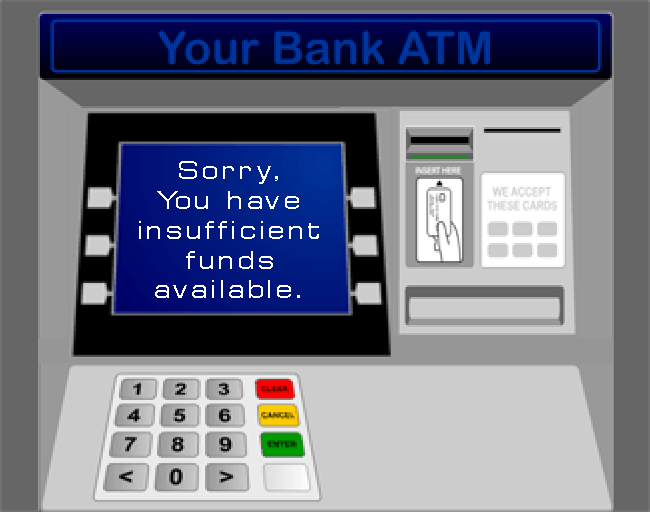 Your Bank ATM
Sorry,
You have
insufficient
funds
available.
INSERT HERE
WE ACCEPT
THESE CARDS
1 2 3 CLEAR
4 5 6 CANCEL
7 8 9 ENTER
< 0 >